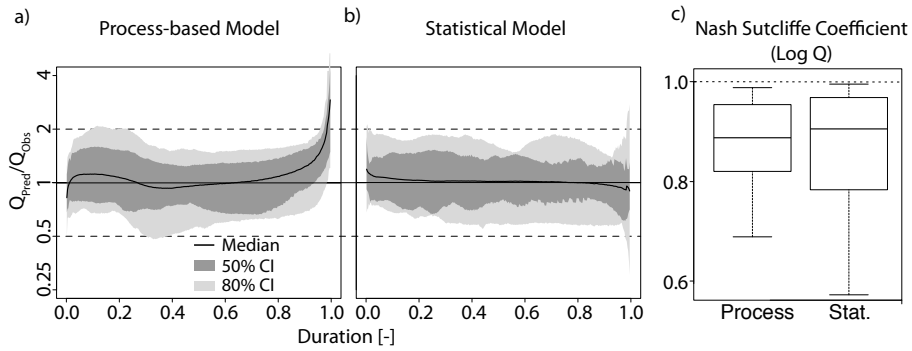 a)
Process-based Model
b)
Statistical Model
c)
Nash Sutcliffe Coefficient
(Log Q)
Q Pred/Q Obs
4
2
1
0.5
0.25
Median
50% CI
80% CI
0.0 0.2 0.4 0.6 0.8 1.0
0.0 0.2 0.4 0.6 0.8 1.0
Duration [-]
1.0
0.8
0.6
Process Stat.